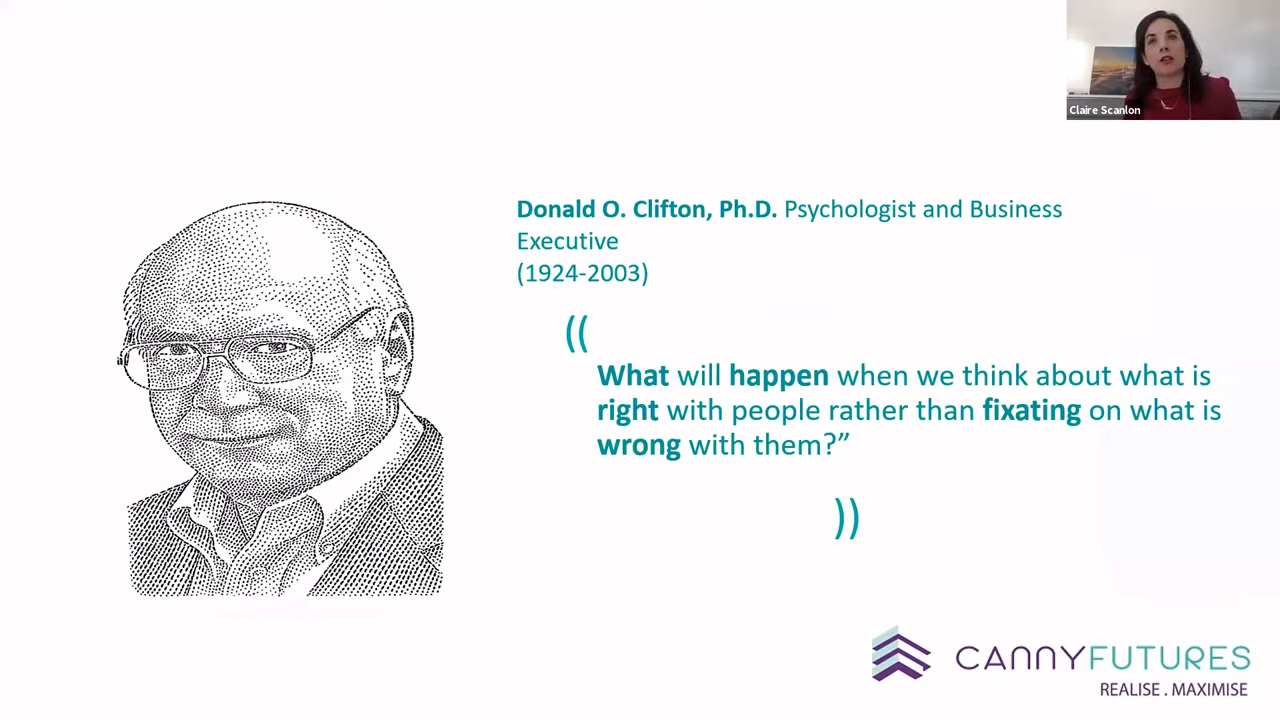 Claire Scanlon
Donald O. Clifton, Ph.D. Psychologist and Business
Executive
(1924-2003)
((
What will happen when we think about what is
right with people rather than fixating on what is
wrong with them?”
))
CANNYFUTURES
REALISE . MAXIMISE